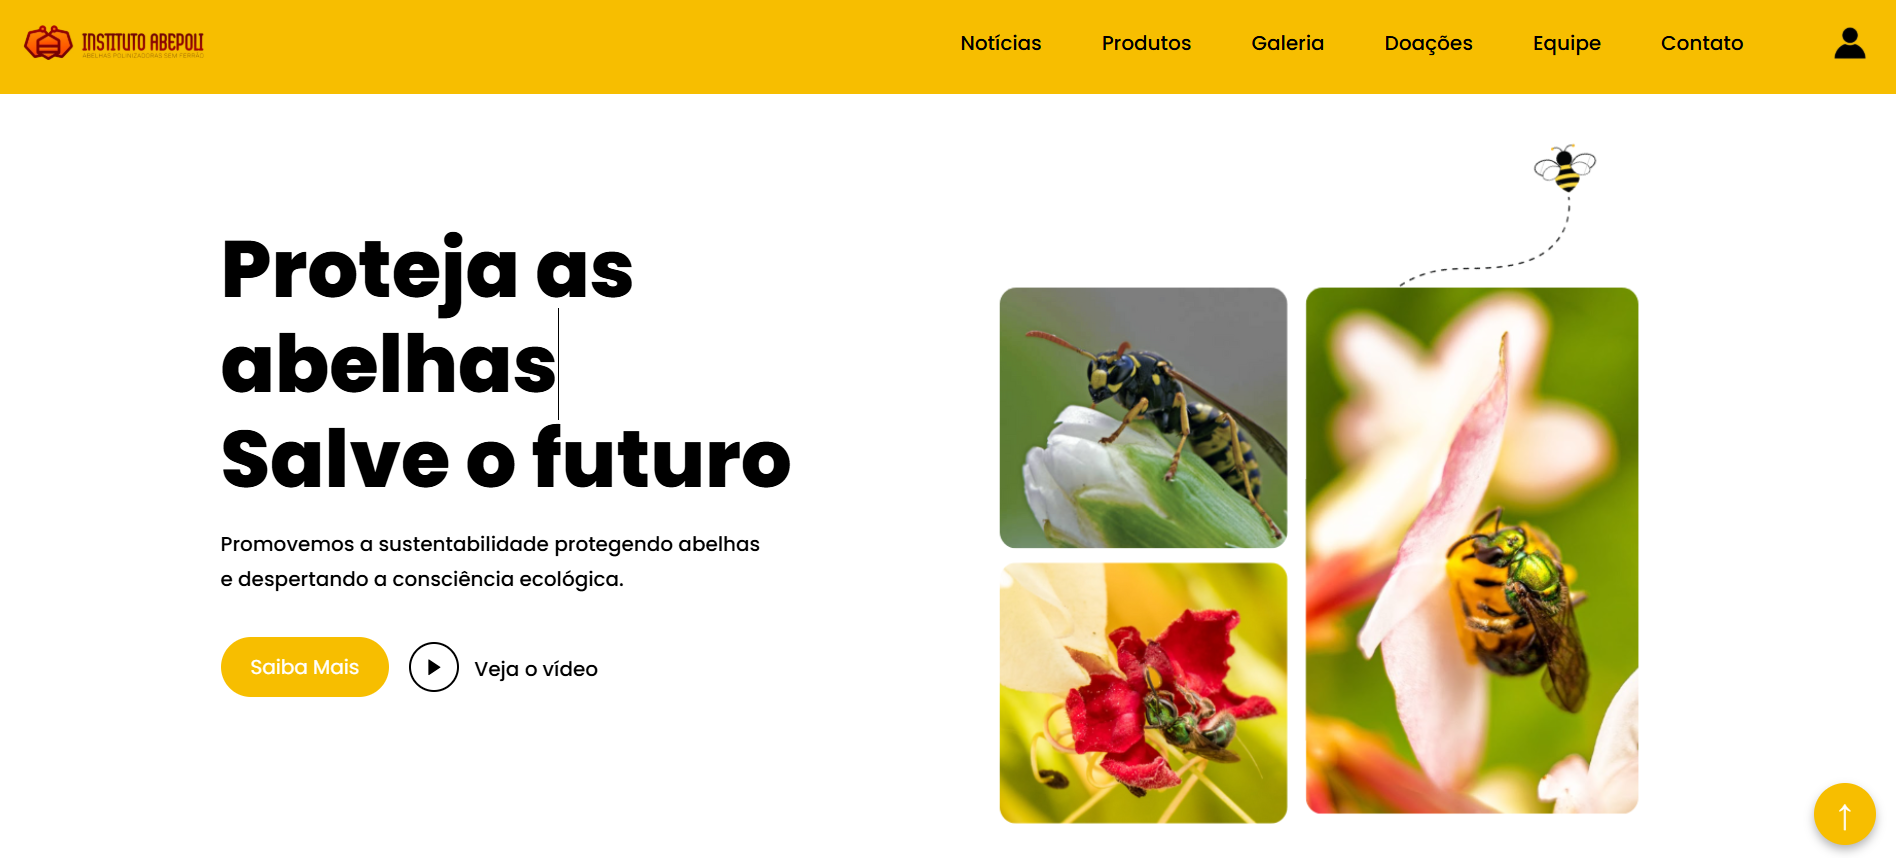 INSTITUTO ABEPOLI
ABELHAS POLINIZADORAS SEM FERRÃO
Notícias
Produtos
Galeria
Doações
Equipe
Contato
Proteja as
abelhas
Salve o futuro
Promovemos a sustentabilidade protegendo abelhas
e despertando a consciência ecológica.
Saiba Mais
Veja o vídeo